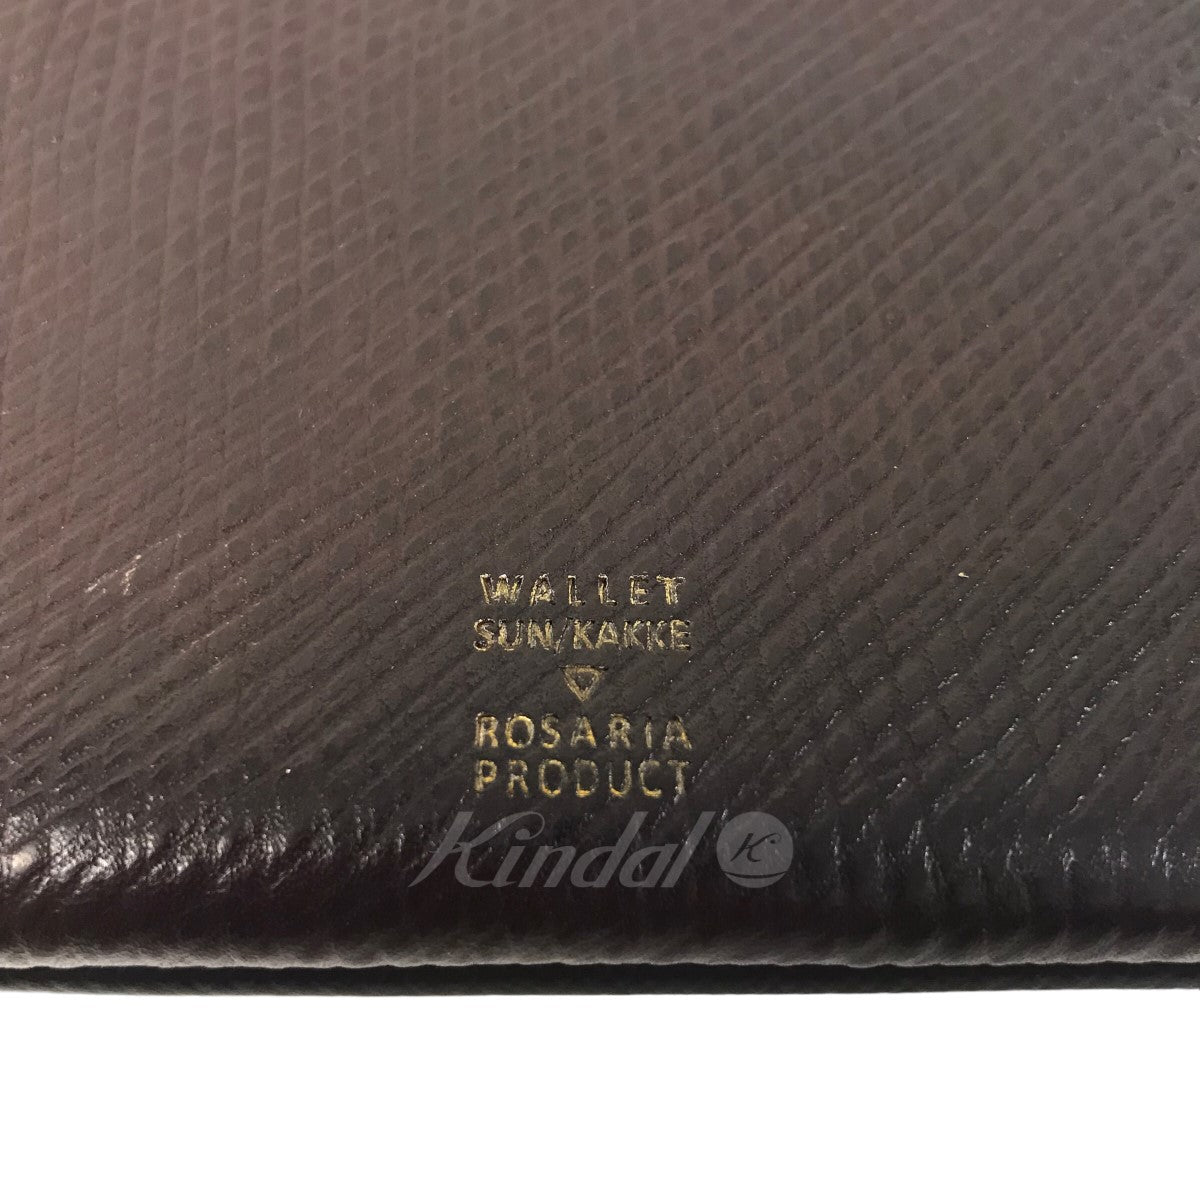 WALLET
SUN/KAKKE
ROSARIA
PRODUCT
Kindal K